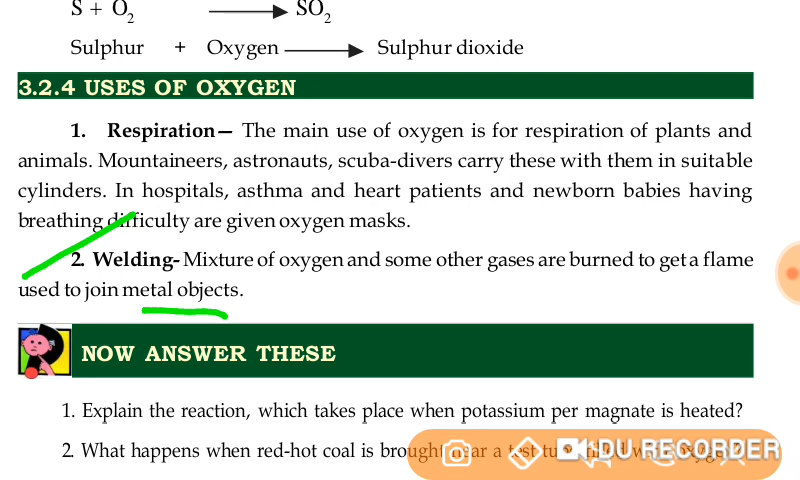 S + O₂ ⟶ SO₂
Sulphur + Oxygen ⟶ Sulphur dioxide
3.2.4 USES OF OXYGEN
1. Respiration— The main use of oxygen is for respiration of plants and
animals. Mountaineers, astronauts, scuba-divers carry these with them in suitable
cylinders. In hospitals, asthma and heart patients and newborn babies having
breathing difficulty are given oxygen masks.
2. Welding- Mixture of oxygen and some other gases are burned to get a flame
used to join metal objects.
NOW ANSWER THESE
1. Explain the reaction, which takes place when potassium per magnate is heated?
2. What happens when red-hot coal is brought near a test
DU RECORDER